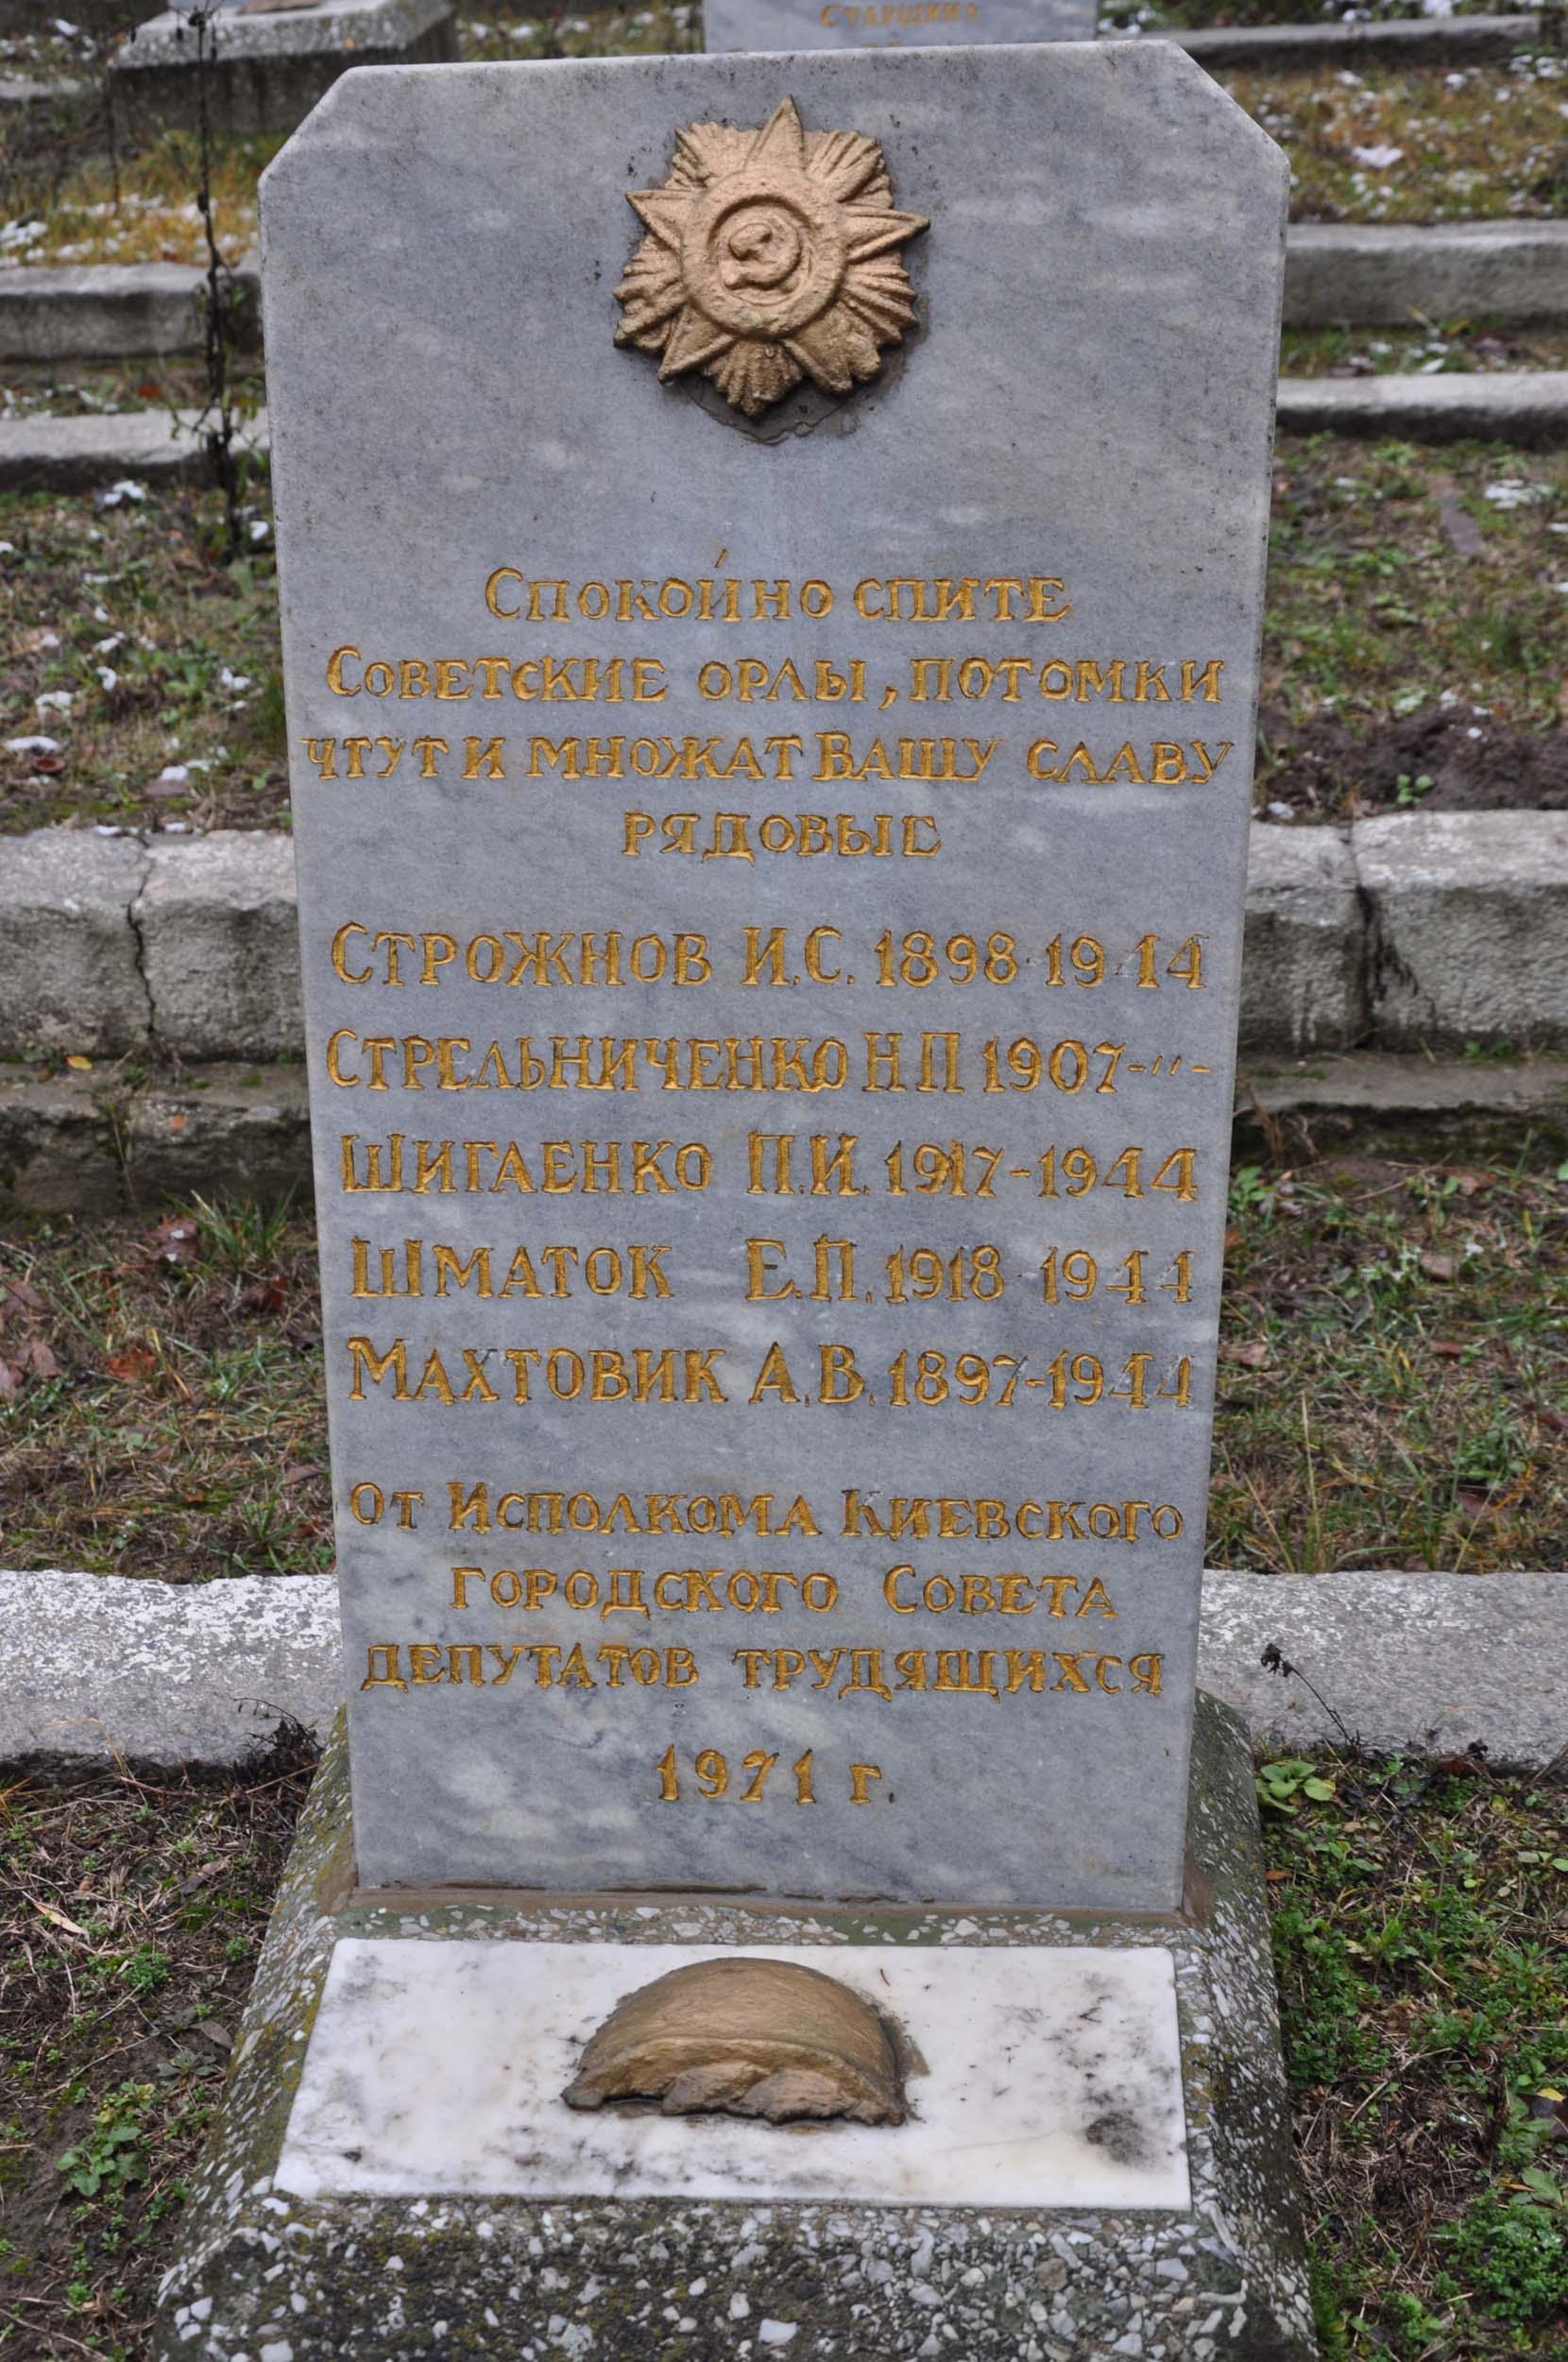 Старшина
Спокойно спите
Советские орлы, потомки
чтут и множат Вашу славу
рядовые
Строжнов И.С. 1898-1944
Стрельниченко Н П 1907-"-
Шигаенко П.И. 1917-1944
Шматок Е.П. 1918 1944
Махтовик А.В. 1897-1944
От Исполкома Киевского
городского Совета
депутатов трудящихся
1971 г.